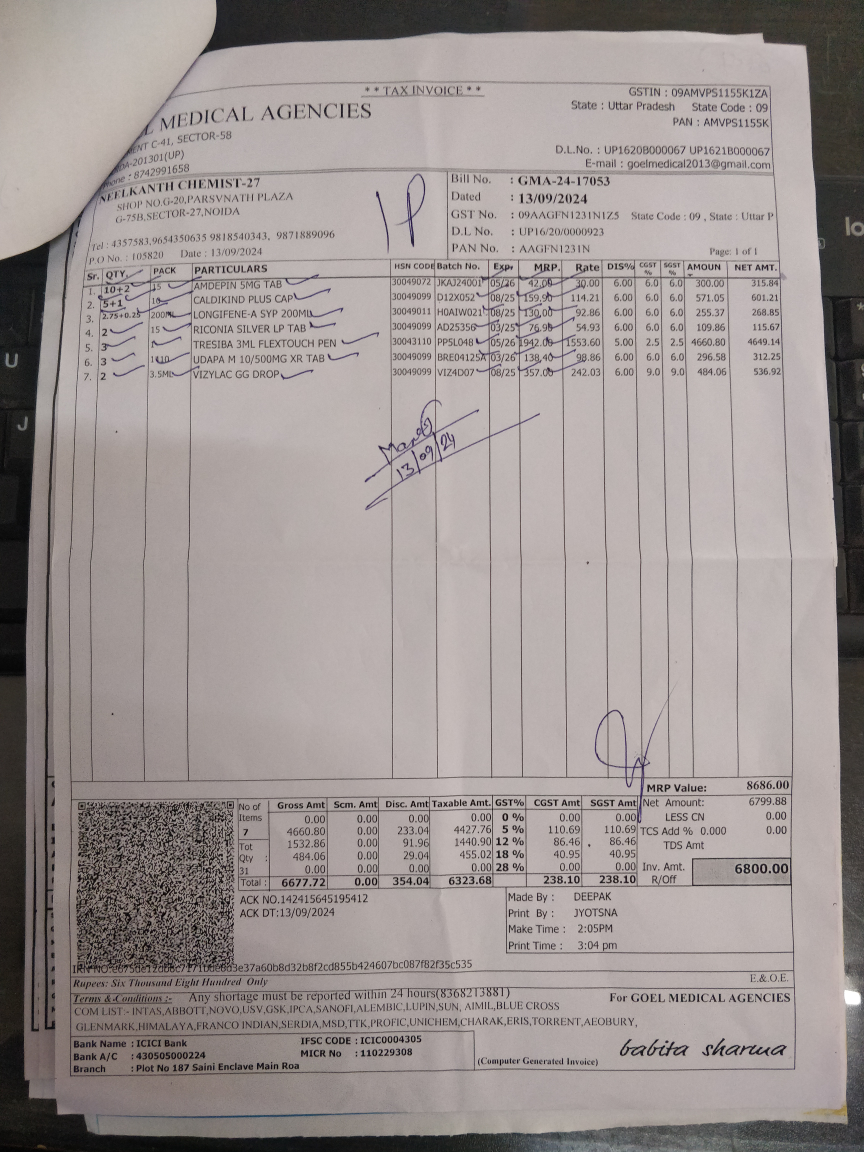 * * TAX INVOICE * *
GSTIN : 09AMVPS1155K1ZA
State : Uttar Pradesh State Code : 09
PAN : AMVPS1155K
MEDICAL AGENCIES
C-41, SECTOR-58
-201301(UP)
: 8742991658
D.L.No. : UP1620B000067 UP1621B000067
E-mail : goelmedical2013@gmail.com
NEELKANTH CHEMIST-27
SHOP NO.G-20,PARSVNATH PLAZA
G-75B,SECTOR-27,NOIDA
Tel : 4357583,9654350635 9818540343, 9871889096
P.O No. : 105820 Date : 13/09/2024
Bill No. : GMA-24-17053
Dated : 13/09/2024
GST No. : 09AAGFN1231N1Z5 State Code : 09 , State : Uttar P
D.L No. : UP16/20/0000923
PAN No. : AAGFN1231N
Page: 1 of 1
Sr. QTY. PACK PARTICULARS HSN CODE Batch No. Expr MRP. Rate DIS% CGST % SGST % AMOUN NET AMT.
1. 10+2 15 AMDEPIN 5MG TAB 30049072 JKAJ24001 05/26 42.00 30.00 6.00 6.0 6.0 300.00 315.84
2. 5+1 10 CALDIKIND PLUS CAP 30049099 D12X052 08/25 159.90 114.21 6.00 6.0 6.0 571.05 601.21
3. 2.75+0.25 200ML LONGIFENE-A SYP 200ML 30049011 H0AIW021 08/25 130.00 92.86 6.00 6.0 6.0 255.37 268.85
4. 2 15 RICONIA SILVER LP TAB 30049099 AD25356 03/25 76.90 54.93 6.00 6.0 6.0 109.86 115.67
5. 3 TRESIBA 3ML FLEXTOUCH PEN 30043110 PP5L048 05/26 1942.00 1553.60 5.00 2.5 2.5 4660.80 4649.14
6. 3 UDAPA M 10/500MG XR TAB 30049099 BRE04125A 03/26 138.40 98.86 6.00 6.0 6.0 296.58 312.25
7. 2 3.5ML VIZYLAC GG DROP 30049099 VIZ4D07 08/25 357.00 242.03 6.00 9.0 9.0 484.06 536.92
13/09/24
MRP Value: 8686.00
No of Items 7
Tot Qty : 31
Gross Amt Scm. Amt Disc. Amt Taxable Amt. GST% CGST Amt SGST Amt
0.00 0.00 0.00 0.00 0 % 0.00 0.00
4660.80 0.00 233.04 4427.76 5 % 110.69 110.69
1532.86 0.00 91.96 1440.90 12 % 86.46 86.46
484.06 0.00 29.04 455.02 18 % 40.95 40.95
0.00 0.00 0.00 0.00 28 % 0.00 0.00
Total : 6677.72 0.00 354.04 6323.68 238.10 238.10
Net Amount: 6799.88
LESS CN 0.00
TCS Add % 0.000 0.00
TDS Amt
Inv. Amt. 6800.00
R/Off
ACK NO.142415645195412
ACK DT:13/09/2024
Made By : DEEPAK
Print By : JYOTSNA
Make Time : 2:05PM
Print Time : 3:04 pm
Rupees: Six Thousand Eight Hundred Only
E.&.O.E.
Terms & Conditions :- Any shortage must be reported within 24 hours(8368213881)
For GOEL MEDICAL AGENCIES
COM LIST:- INTAS,ABBOTT,NOVO,USV,GSK,IPCA,SANOFI,ALEMBIC,LUPIN,SUN, AIMIL,BLUE CROSS
GLENMARK,HIMALAYA,FRANCO INDIAN,SERDIA,MSD,TTK,PROFIC,UNICHEM,CHARAK,ERIS,TORRENT,AEOBURY,
Bank Name : ICICI Bank IFSC CODE : ICIC0004305
Bank A/C : 430505000224 MICR No : 110229308
Branch : Plot No 187 Saini Enclave Main Roa
(Computer Generated Invoice)
babita sharma